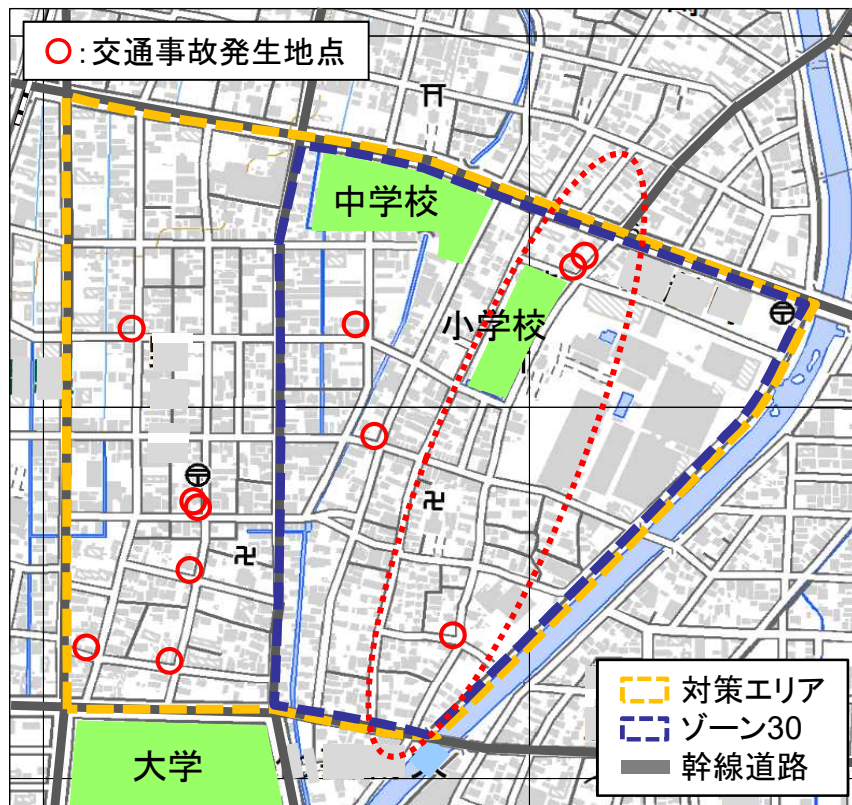 ○:交通事故発生地点
中学校
小学校
大学
対策エリア
ゾーン30
幹線道路